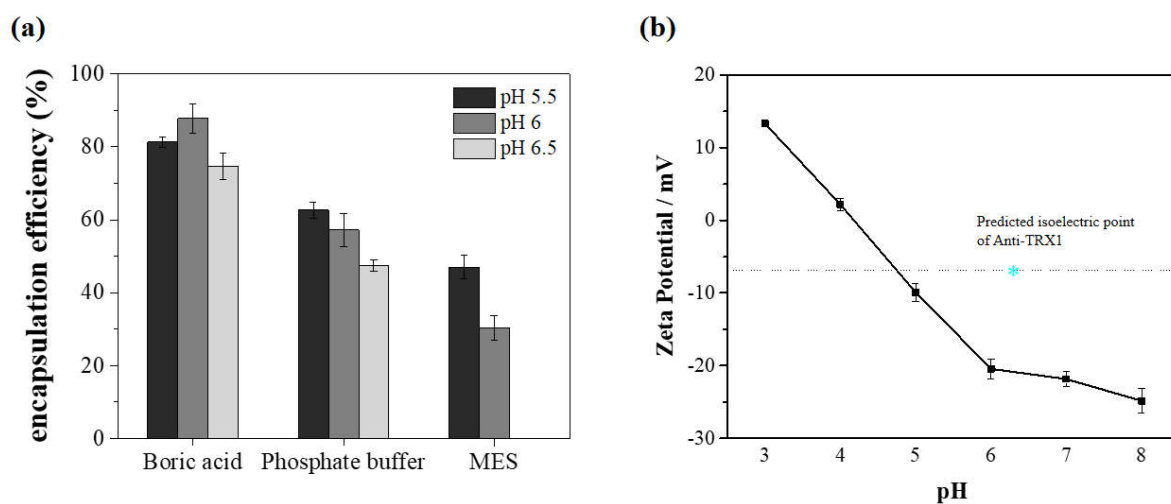 (a)
encapsulation efficiency (%)
100
80
60
40
20
0
pH 5.5
pH 6
pH 6.5
Boric acid
Phosphate buffer
MES
(b)
Zeta Potential / mV
20
10
0
-10
-20
-30
Predicted isoelectric point
of Anti-TRX1
3 4 5 6 7 8
pH